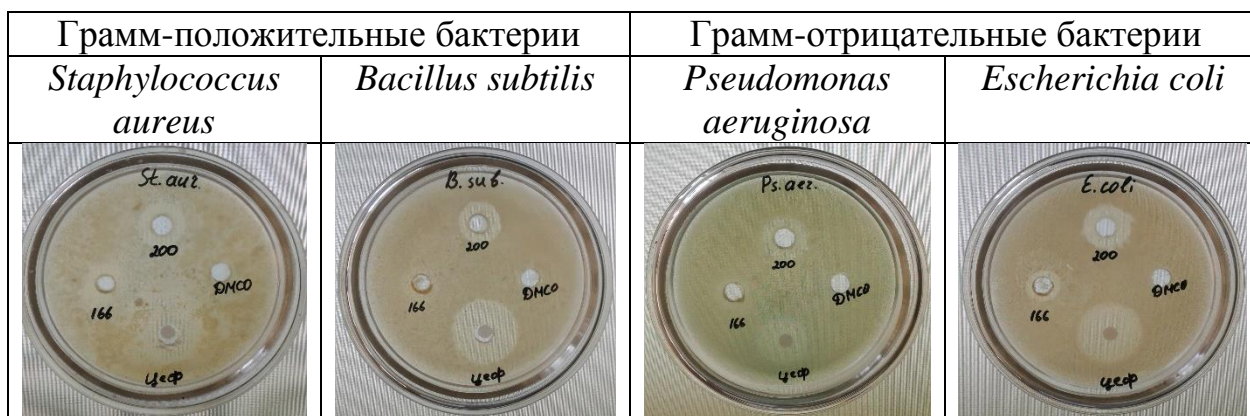 Грамм-положительные бактерии
Грамм-отрицательные бактерии
Staphylococcus
aureus
Bacillus subtilis
Pseudomonas
aeruginosa
Escherichia coli
St. aur.
200
166
ДМСО
цеф
B. sub.
200
166
ДМСО
цеф
Ps. aer.
200
166
ДМСО
цеф
E. coli
200
166
ДМСО
цеф